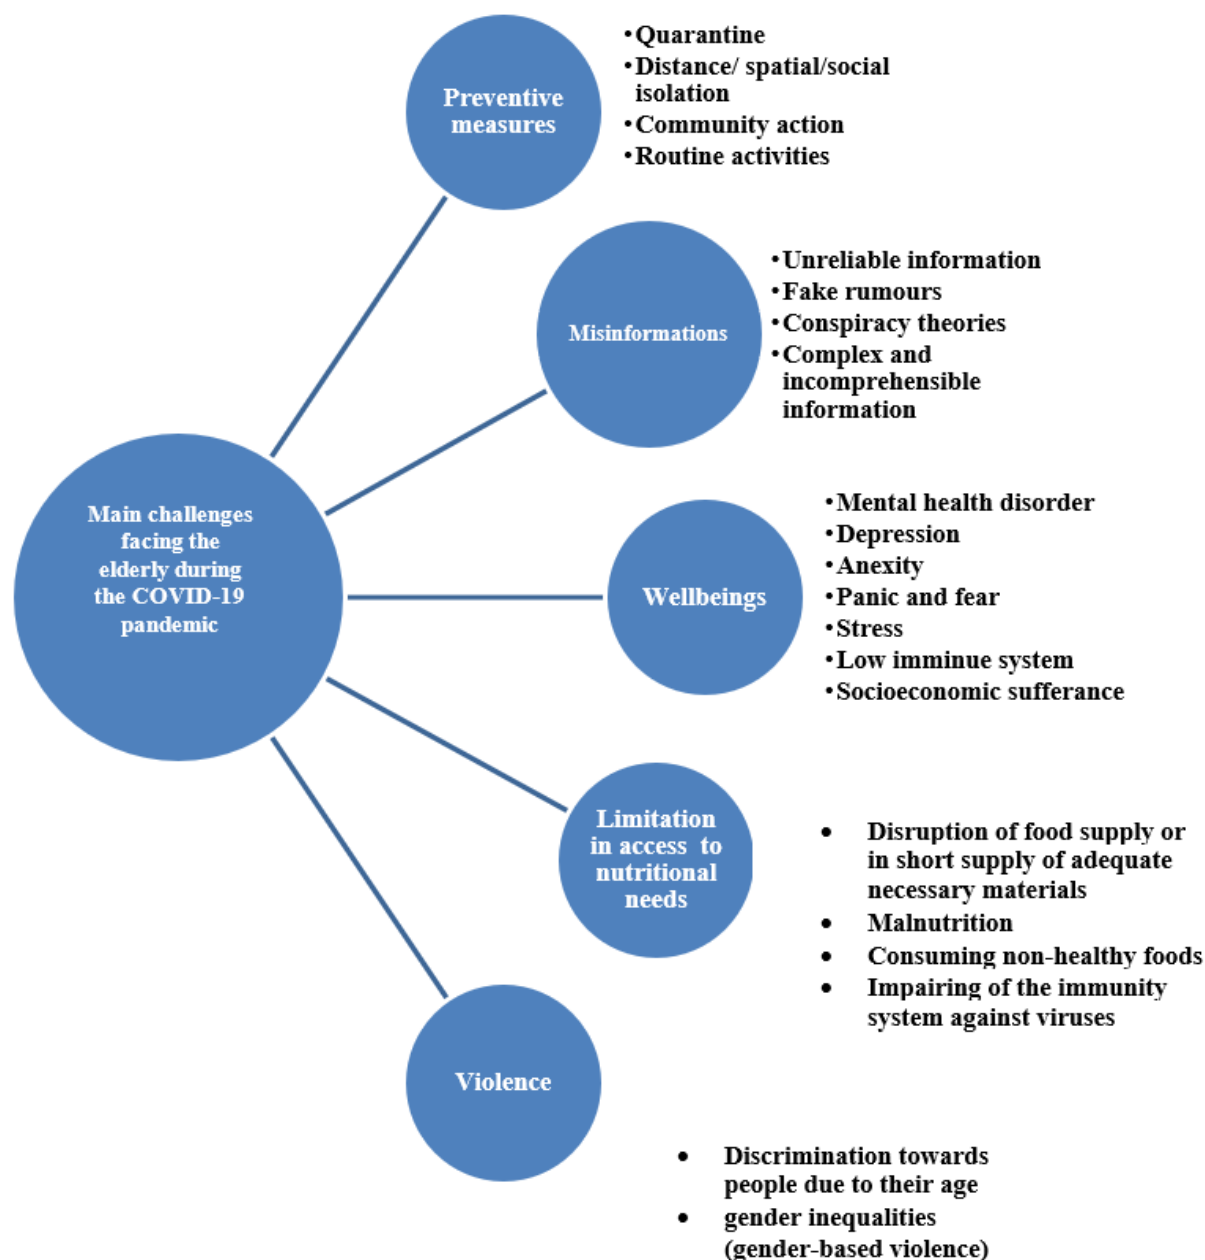 Preventive
measures
•Quarantine
•Distance/ spatial/social
isolation
•Community action
•Routine activities
Misinformations
•Unreliable information
•Fake rumours
•Conspiracy theories
•Complex and
incomprehensible
information
Main challenges
facing the
elderly during
the COVID-19
pandemic
Wellbeings
•Mental health disorder
•Depression
•Anexity
•Panic and fear
•Stress
•Low imminue system
•Socioeconomic sufferance
Limitation
in access to
nutritional
needs
• Disruption of food supply or
in short supply of adequate
necessary materials
• Malnutrition
• Consuming non-healthy foods
• Impairing of the immunity
system against viruses
Violence
• Discrimination towards
people due to their age
• gender inequalities
(gender-based violence)